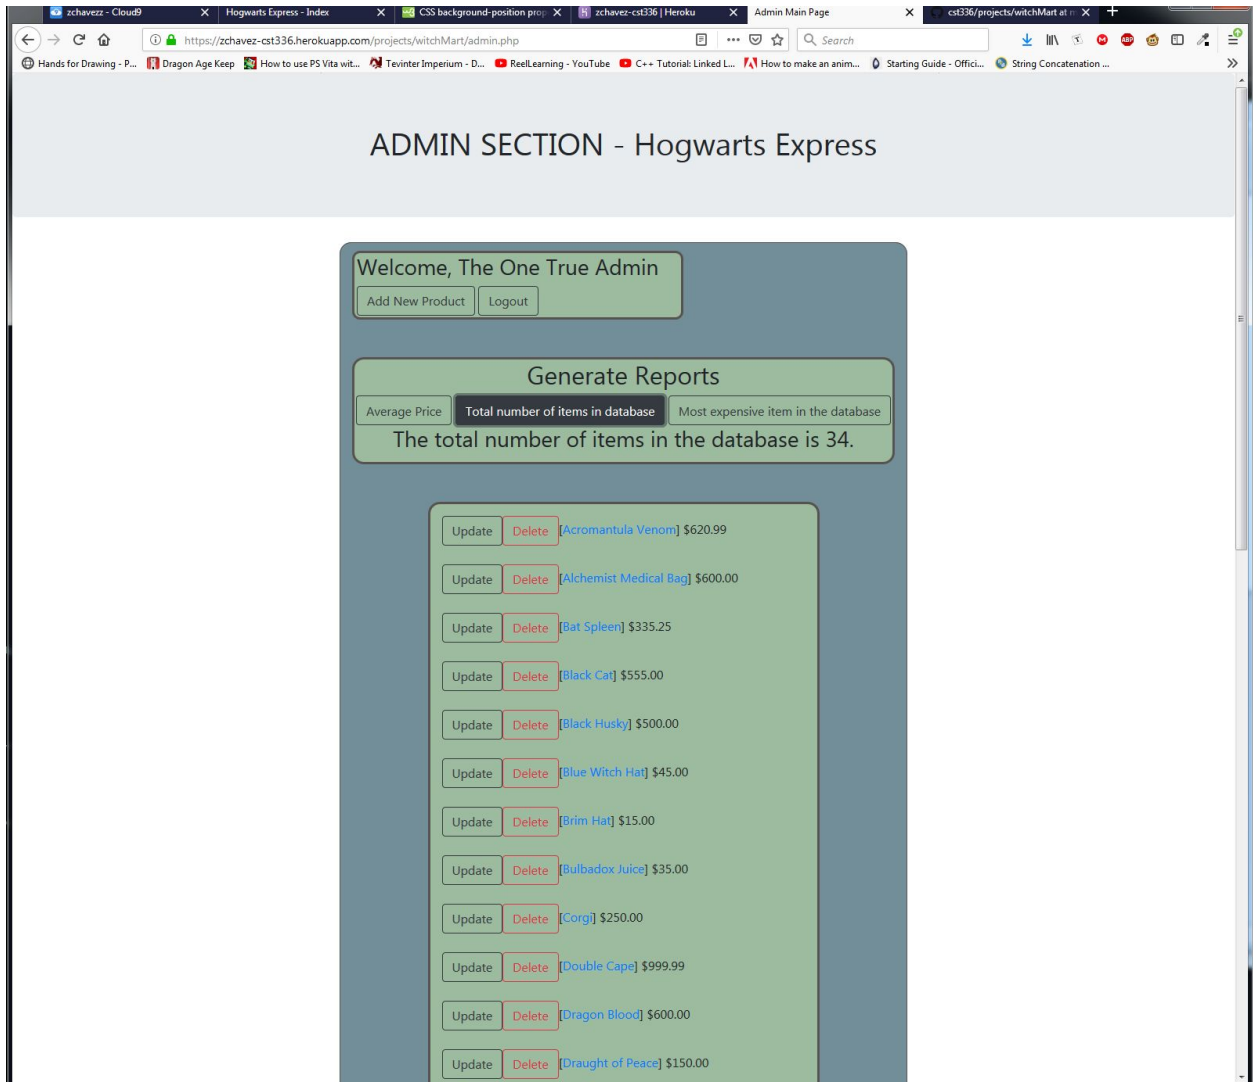 zchavezz - Cloud9 Hogwarts Express - Index CSS background-position prop zchavez-cst336 | Heroku Admin Main Page cst336/projects/witchMart at
https://zchavez-cst336.herokuapp.com/projects/witchMart/admin.php Search
Hands for Drawing - P... Dragon Age Keep How to use PS Vita wit... Tevinter Imperium - D... ReelLearning - YouTube C++ Tutorial: Linked L... How to make an anim... Starting Guide - Offici... String Concatenation ...
ADMIN SECTION - Hogwarts Express
Welcome, The One True Admin
Add New Product Logout
Generate Reports
Average Price Total number of items in database Most expensive item in the database
The total number of items in the database is 34.
Update Delete [Acromantula Venom] $620.99
Update Delete [Alchemist Medical Bag] $600.00
Update Delete [Bat Spleen] $335.25
Update Delete [Black Cat] $555.00
Update Delete [Black Husky] $500.00
Update Delete [Blue Witch Hat] $45.00
Update Delete [Brim Hat] $15.00
Update Delete [Bulbadox Juice] $35.00
Update Delete [Corgi] $250.00
Update Delete [Double Cape] $999.99
Update Delete [Dragon Blood] $600.00
Update Delete [Draught of Peace] $150.00